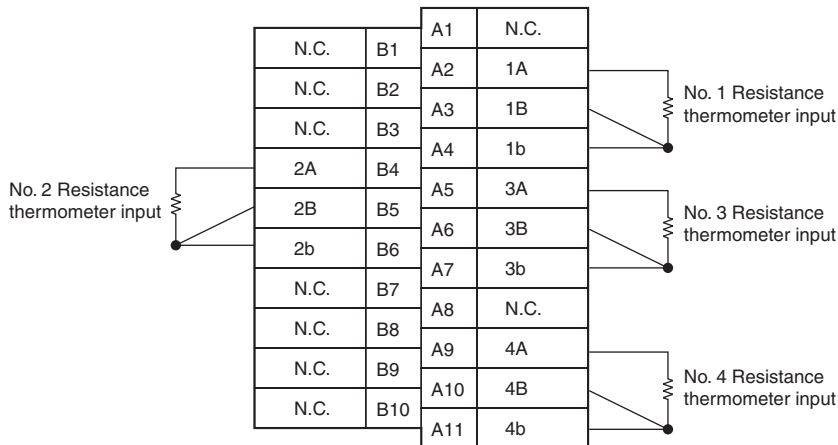 A1 N.C.
N.C. B1
A2 1A
N.C. B2
A3 1B
No. 1 Resistance
thermometer input
N.C. B3
A4 1b
2A B4
A5 3A
No. 2 Resistance
thermometer input
2B B5
A6 3B
No. 3 Resistance
thermometer input
2b B6
A7 3b
N.C. B7
A8 N.C.
N.C. B8
A9 4A
N.C. B9
A10 4B
No. 4 Resistance
thermometer input
N.C. B10
A11 4b